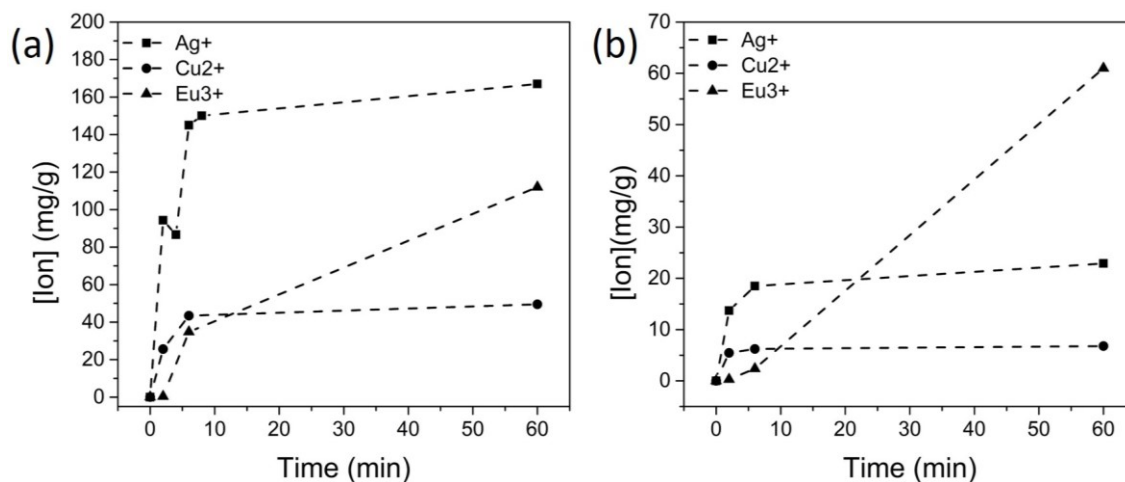 (a)
200
180
160
140
120
100
80
60
40
20
0
[Ion] (mg/g)
Ag+
Cu2+
Eu3+
0 10 20 30 40 50 60
Time (min)
(b)
70
60
50
40
30
20
10
0
[Ion](mg/g)
Ag+
Cu2+
Eu3+
0 10 20 30 40 50 60
Time (min)